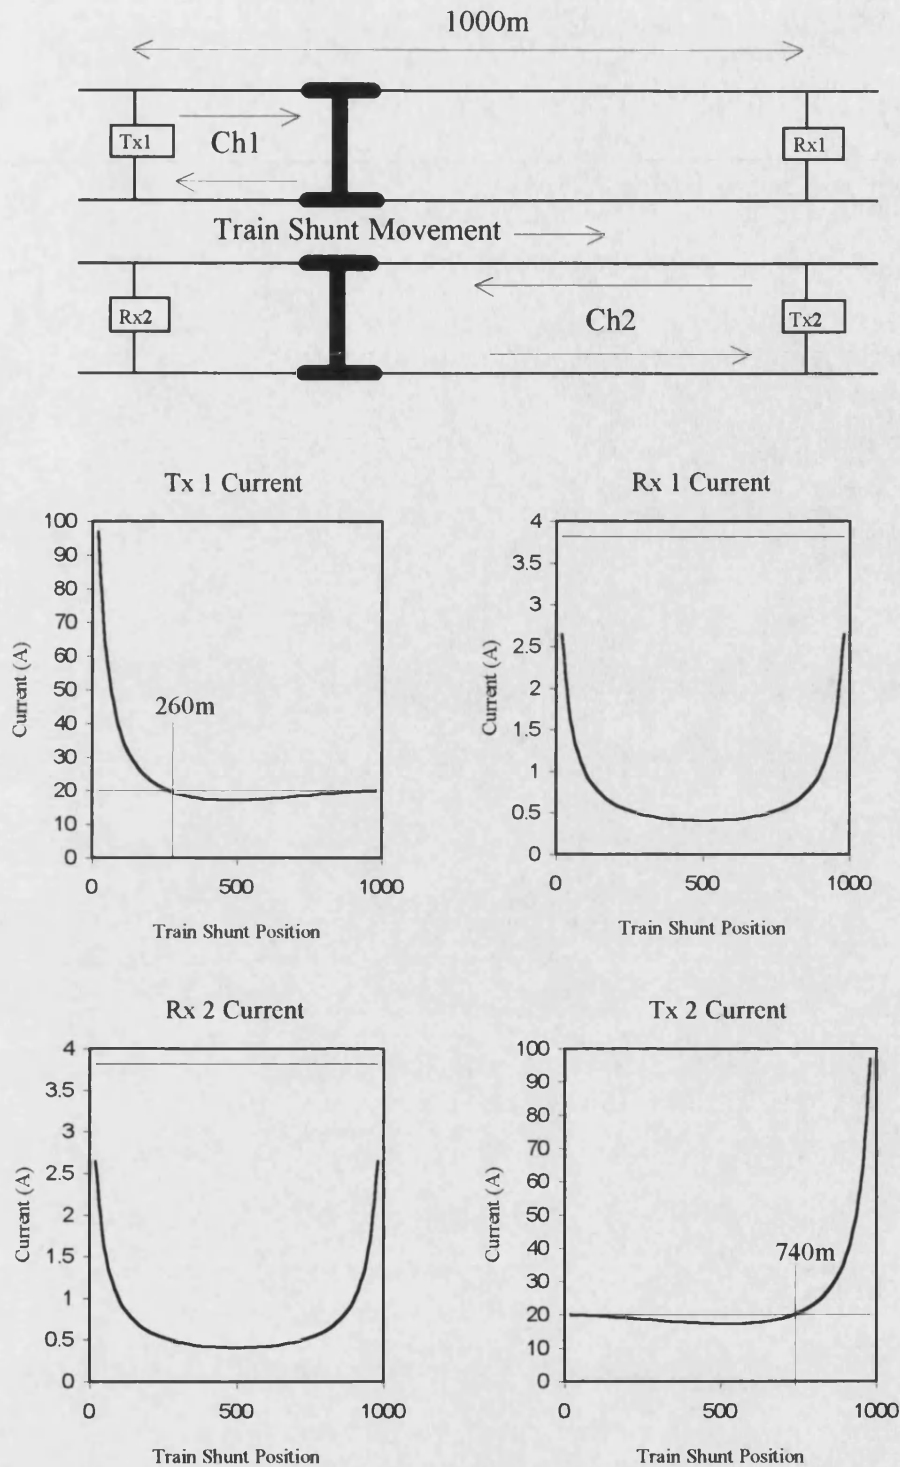 1000m
Tx1
Ch1
Rx1
Train Shunt Movement
Rx2
Ch2
Tx2
Tx 1 Current
Current (A)
100
90
80
70
60
50
40
30
20
10
0
260m
0
500
1000
Train Shunt Position
Rx 1 Current
Current (A)
4
3.5
3
2.5
2
1.5
1
0.5
0
0
500
1000
Train Shunt Position
Rx 2 Current
Current (A)
4
3.5
3
2.5
2
1.5
1
0.5
0
0
500
1000
Train Shunt Position
Tx 2 Current
Current (A)
100
90
80
70
60
50
40
30
20
10
0
740m
0
500
1000
Train Shunt Position